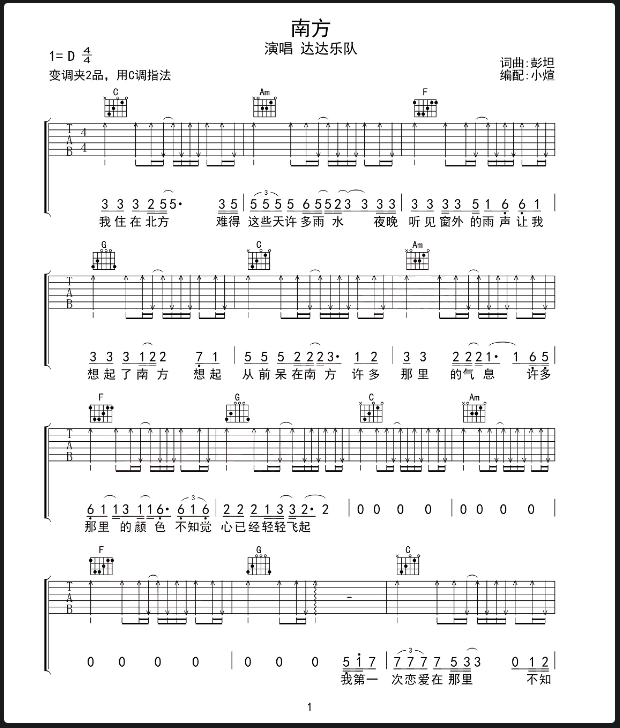 南方
演唱 达达乐队
1= D 4/4
词曲:彭坦
变调夹2品，用C调指法
编配:小煊
C Am F
T A B 4 4
3 3 3 2 5 5· 3 5 | 5 5 5 5 6 5 5 2 3 3 3 3 | 3 3 3 3 5 1 6 6 1 |
我住在北方 难得 这些天许多雨 水 夜晚 听见窗外的雨声让我
G C Am
T A B
3 3 3 1 2 2 7 1 | 5 5 5 2 2 2 3· 1 2 | 3 3 2 2 2 1· 1 6 5 |
想起了南方 想起 从前呆在南方 许多 那里 的气息 许多
F G C Am
T A B
6 1 1 3 1 1 6· 6 1 6 | 2 2 2 1 3 3 2· 2 | 0 0 0 0 | 0 0 0 0 |
3
那里 的颜色 不知觉 心已经轻轻飞起
F G C
T A B
0 0 0 0 | 0 0 0 5 1 7 | 7 7 7 7 5 3 3 0 1 2 |
3
我第一 次恋爱在那里 不知
1